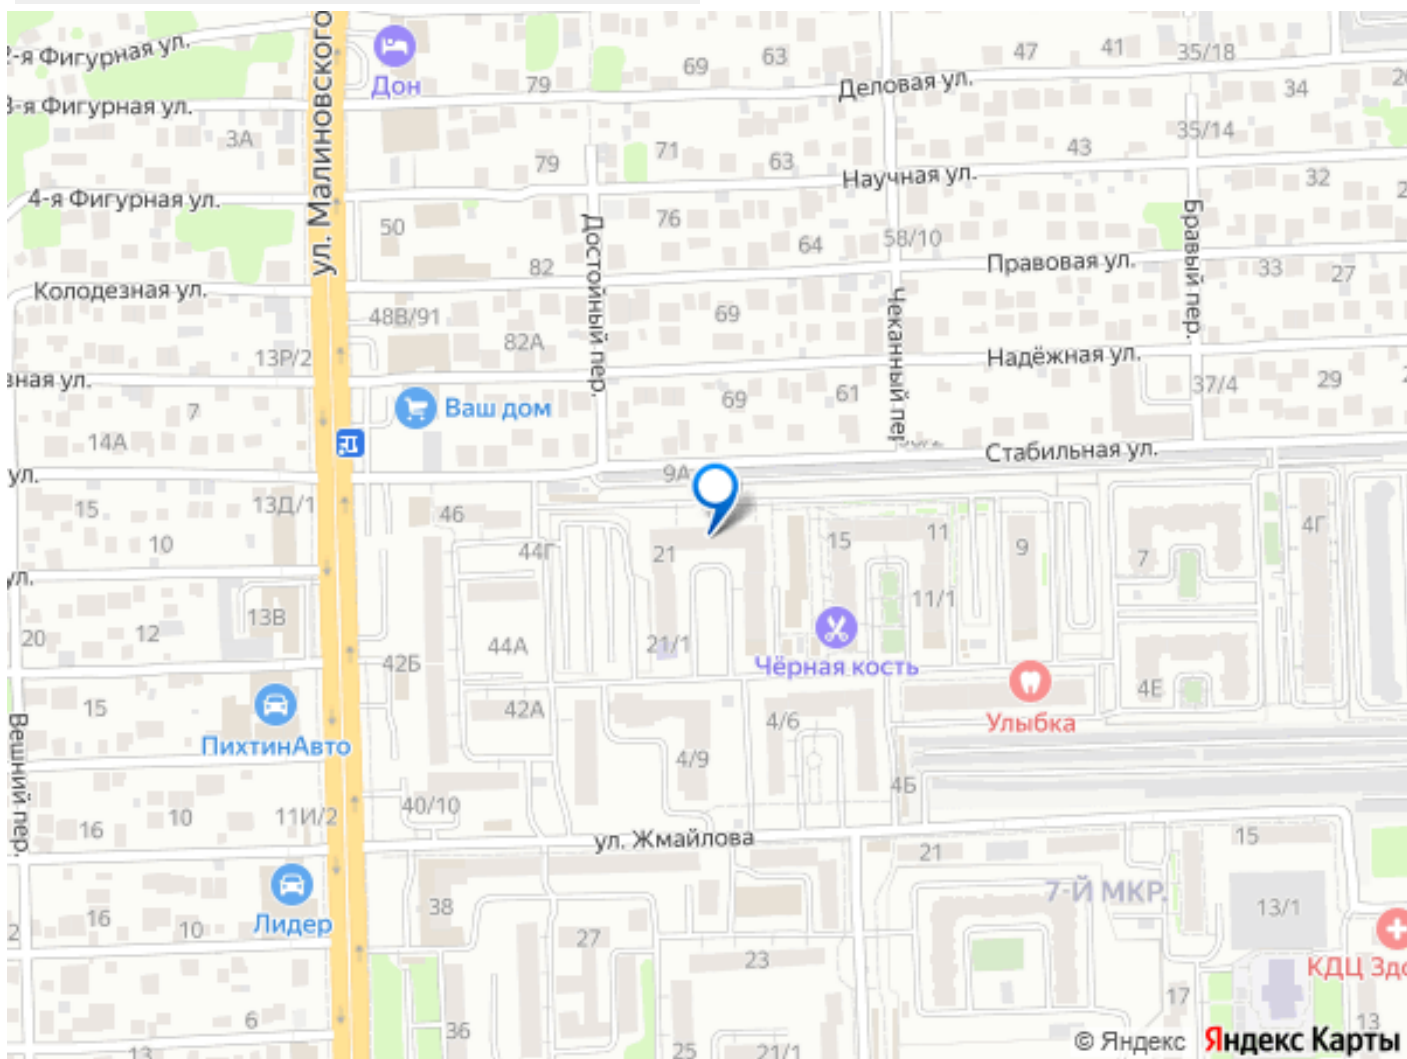 2-я Фигурная ул.
Дон
ул. Малиновского
79
69
63
47
41
35/18
Деловая ул.
34
3-я Фигурная ул.
3А
79
71
63
Научная ул.
43
35/14
32
4-я Фигурная ул.
50
Достойный пер.
76
64
58/10
Бравый пер.
82
Правовая ул.
33
27
Колодезная ул.
48В/91
82А
69
Чеканный пер
13Р/2
Надёжная ул.
зная ул.
7
Ваш дом
69
61
37/4
29
14А
Стабильная ул.
ул.
9А
15
13Д/1
46
10
44Г
21
15
11
9
7
4Г
ул.
11/1
13В
20
12
44А
21/1
Чёрная кость
42Б
4Е
15
42А
4/6
Улыбка
ПихтинАвто
Вешний пер.
4/9
4Б
16
10
11И/2
40/10
ул. Жмайлова
21
15
7-Й МКР.
13/1
Лидер
38
16
10
27
23
КДЦ Здо
17
6
36
13
25
21/1
13
© Яндекс
Яндекс Карты